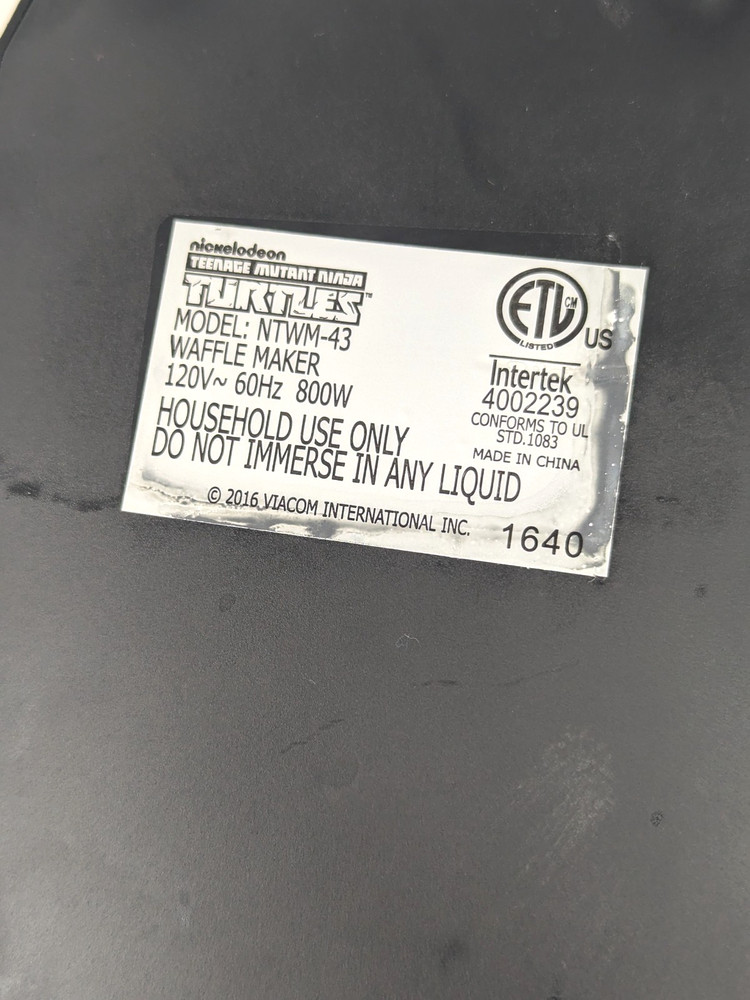 nickelodeon
TEENAGE MUTANT NINJA
TURTLES™
MODEL: NTWM-43
WAFFLE MAKER
120V~ 60Hz 800W
HOUSEHOLD USE ONLY
DO NOT IMMERSE IN ANY LIQUID
© 2016 VIACOM INTERNATIONAL INC.
ETL CM
LISTED
US
Intertek
4002239
CONFORMS TO UL
STD.1083
MADE IN CHINA
1640